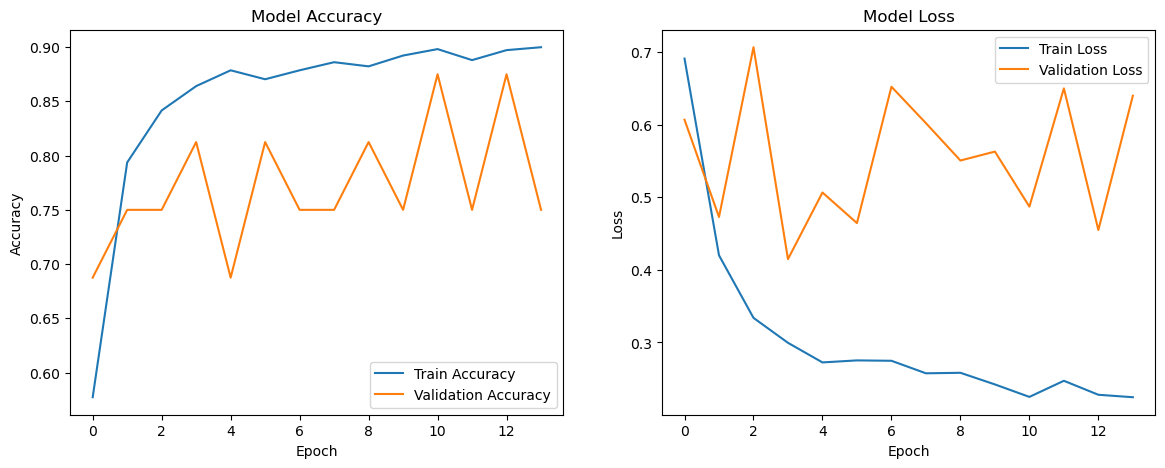 Model Accuracy
0.90
0.85
0.80
0.75
0.70
0.65
0.60
Accuracy
0 2 4 6 8 10 12
Epoch
Train Accuracy
Validation Accuracy
Model Loss
0.7
0.6
0.5
0.4
0.3
Loss
0 2 4 6 8 10 12
Epoch
Train Loss
Validation Loss